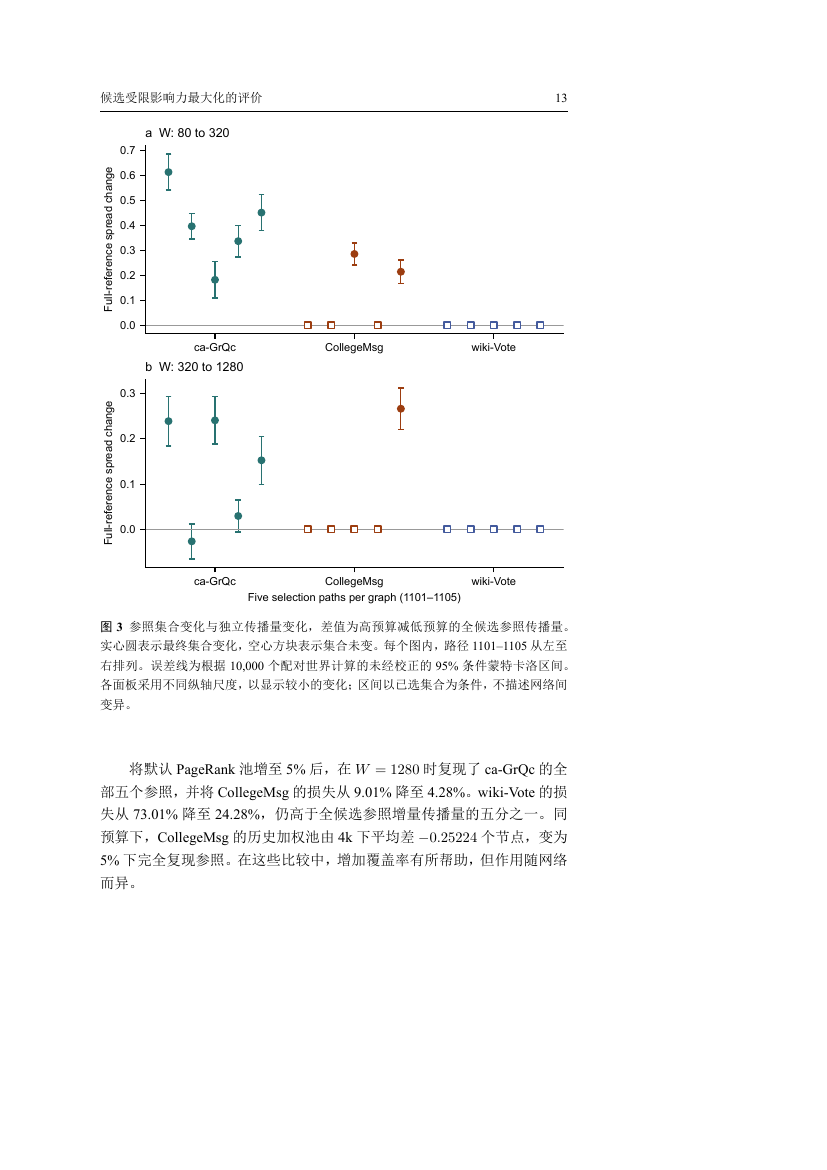 候选受限影响力最大化的评价 13
a W: 80 to 320
0.7
0.6
0.5
0.4
0.3
0.2
0.1
0.0
Full-reference spread change
ca-GrQc CollegeMsg wiki-Vote
b W: 320 to 1280
0.3
0.2
0.1
0.0
Full-reference spread change
ca-GrQc CollegeMsg wiki-Vote
Five selection paths per graph (1101–1105)
图 3 参照集合变化与独立传播量变化，差值为高预算减低预算的全候选参照传播量。
实心圆表示最终集合变化，空心方块表示集合未变。每个图内，路径 1101–1105 从左至
右排列。误差线为根据 10,000 个配对世界计算的未经校正的 95% 条件蒙特卡洛区间。
各面板采用不同纵轴尺度，以显示较小的变化；区间以已选集合为条件，不描述网络间
变异。
将默认 PageRank 池增至 5% 后，在 W = 1280 时复现了 ca-GrQc 的全
部五个参照，并将 CollegeMsg 的损失从 9.01% 降至 4.28%。wiki-Vote 的损
失从 73.01% 降至 24.28%，仍高于全候选参照增量传播量的五分之一。同
预算下，CollegeMsg 的历史加权池由 4k 下平均差 −0.25224 个节点，变为
5% 下完全复现参照。在这些比较中，增加覆盖率有所帮助，但作用随网络
而异。